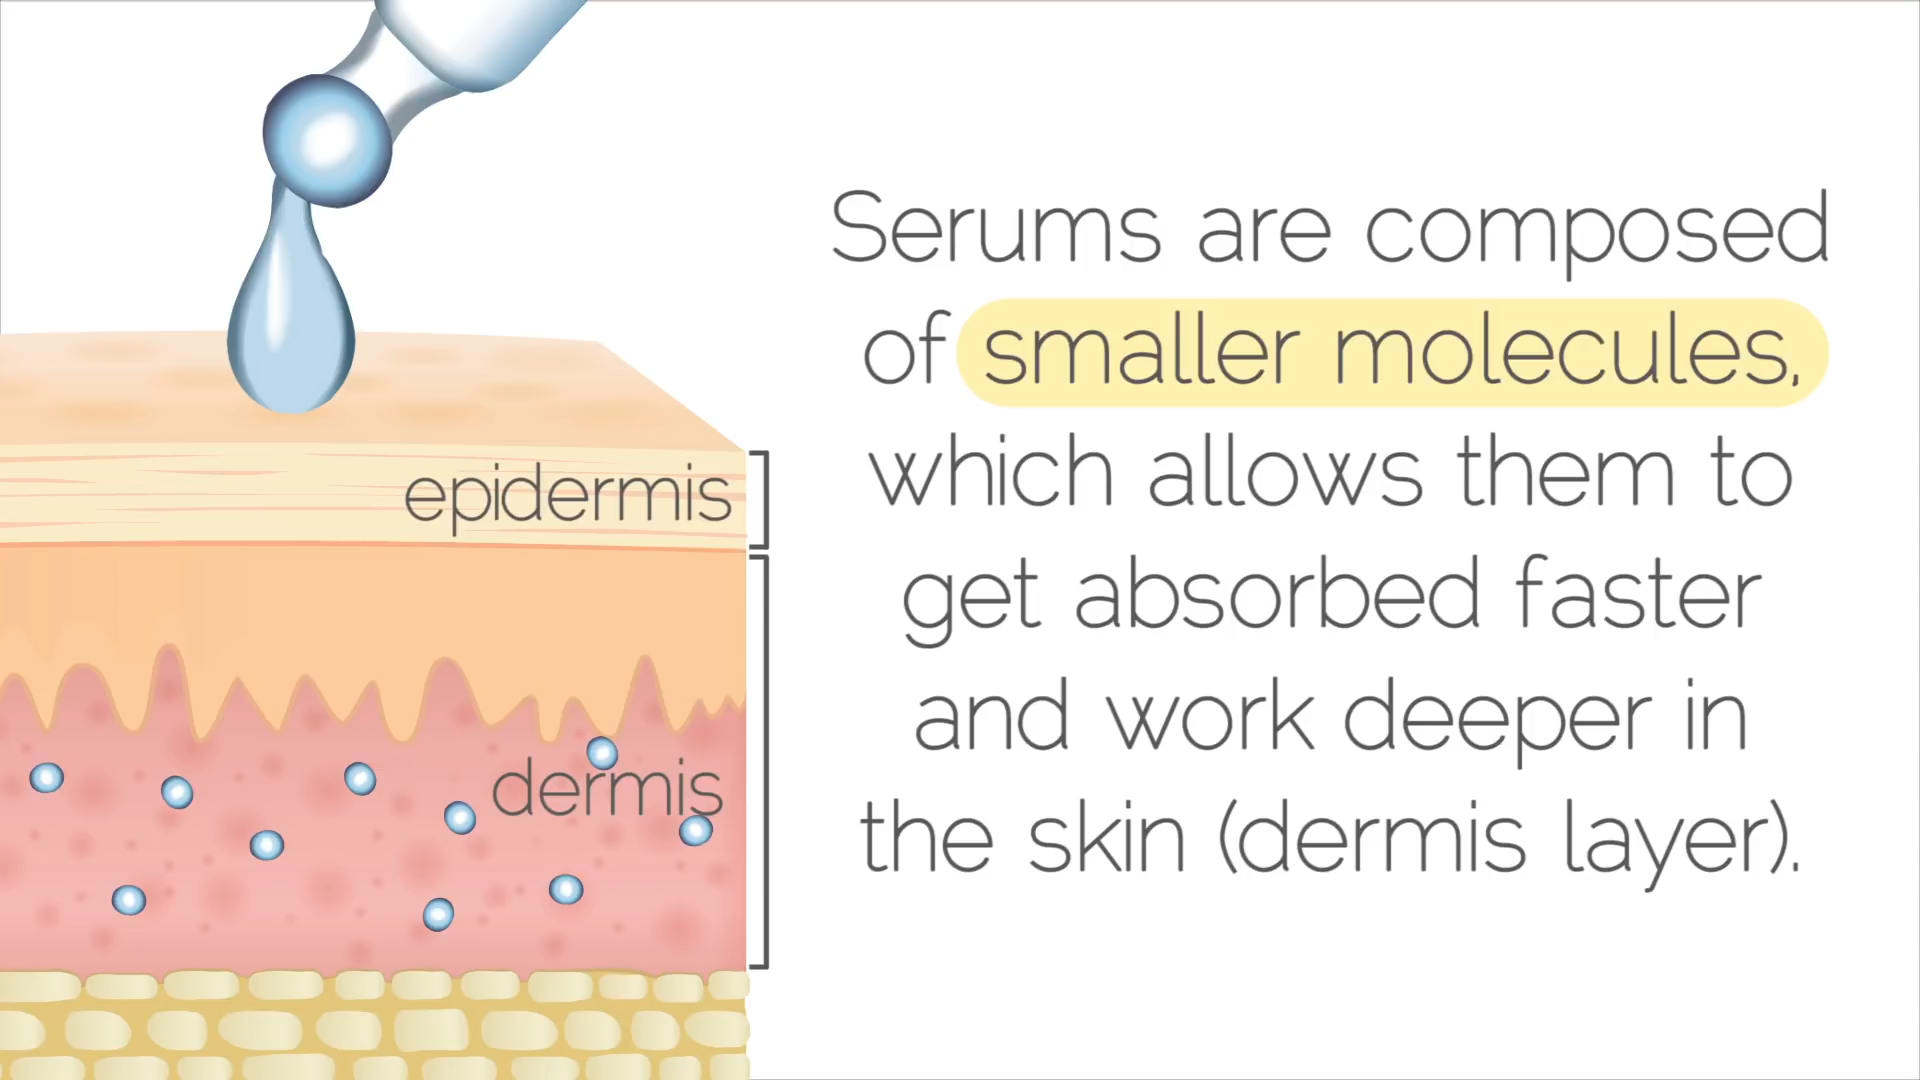 Serums are composed
of smaller molecules,
which allows them to
get absorbed faster
and work deeper in
the skin (dermis layer).
epidermis
dermis